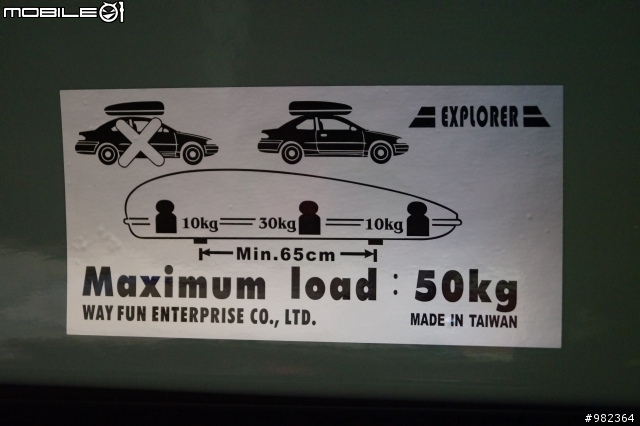 MOBILE01
EXPLORER
10kg 30kg 10kg
Min.65cm
Maximum load : 50kg
WAY FUN ENTERPRISE CO., LTD.
MADE IN TAIWAN
#982364